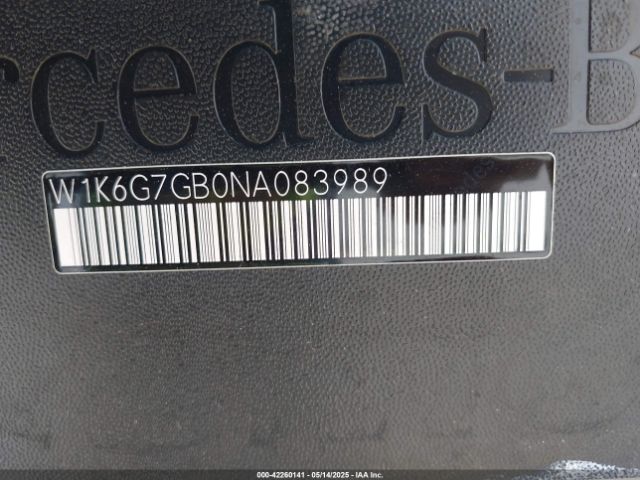 rcedes-B
W1K6G7GB0NA083989
000-42260141 - 05/14/2025 - IAA Inc.